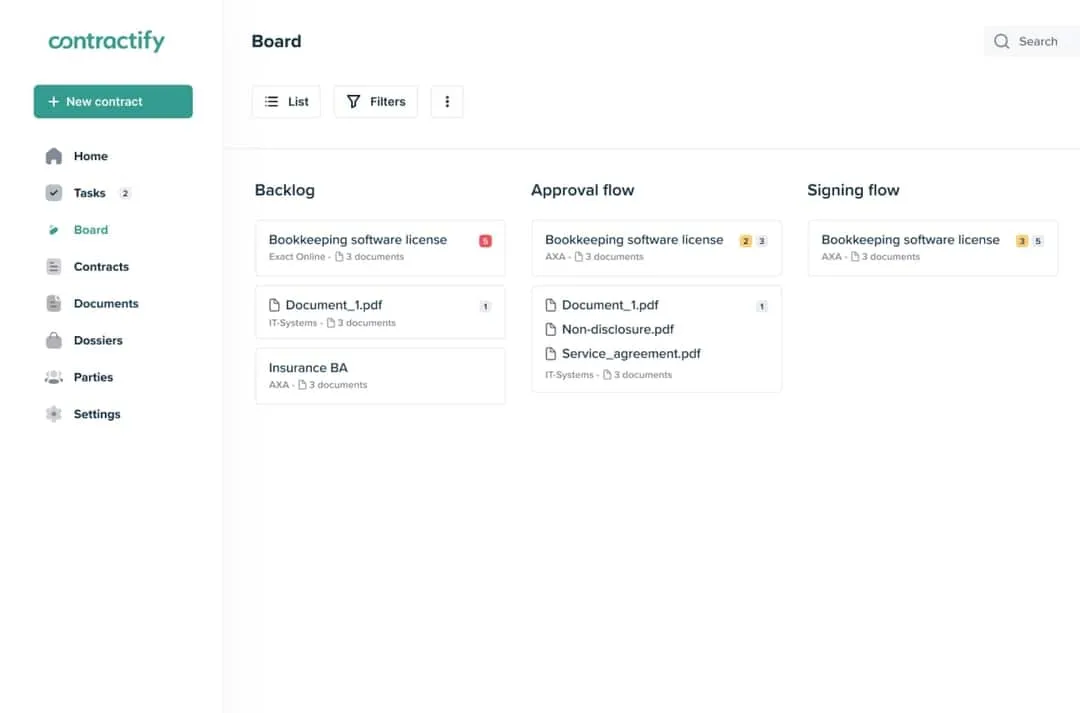 contractify
+ New contract
Home
Tasks 2
Board
Contracts
Documents
Dossiers
Parties
Settings
Board
Search
List
Filters
Backlog
Bookkeeping software license 5
Exact Online - 3 documents
Document_1.pdf 1
IT-Systems - 3 documents
Insurance BA
AXA - 3 documents
Approval flow
Bookkeeping software license 2 3
AXA - 3 documents
Document_1.pdf 1
Non-disclosure.pdf
Service_agreement.pdf
IT-Systems - 3 documents
Signing flow
Bookkeeping software license 3 5
AXA - 3 documents